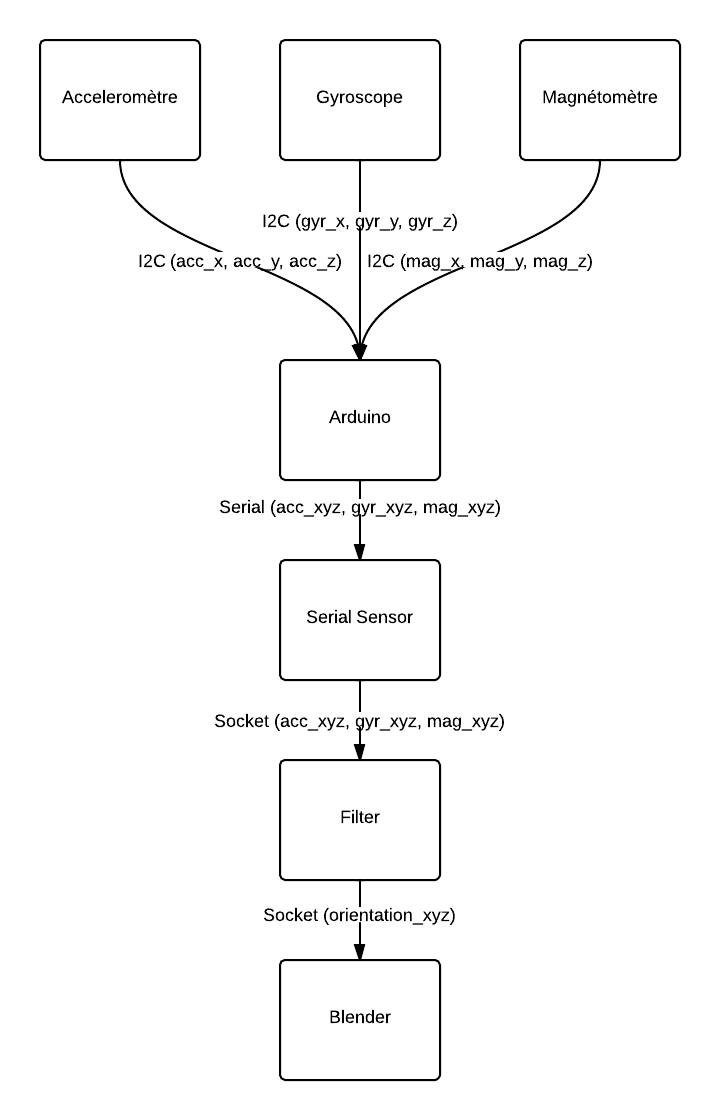 Acceleromètre
Gyroscope
Magnétomètre
I2C (gyr_x, gyr_y, gyr_z)
I2C (acc_x, acc_y, acc_z)
I2C (mag_x, mag_y, mag_z)
Arduino
Serial (acc_xyz, gyr_xyz, mag_xyz)
Serial Sensor
Socket (acc_xyz, gyr_xyz, mag_xyz)
Filter
Socket (orientation_xyz)
Blender